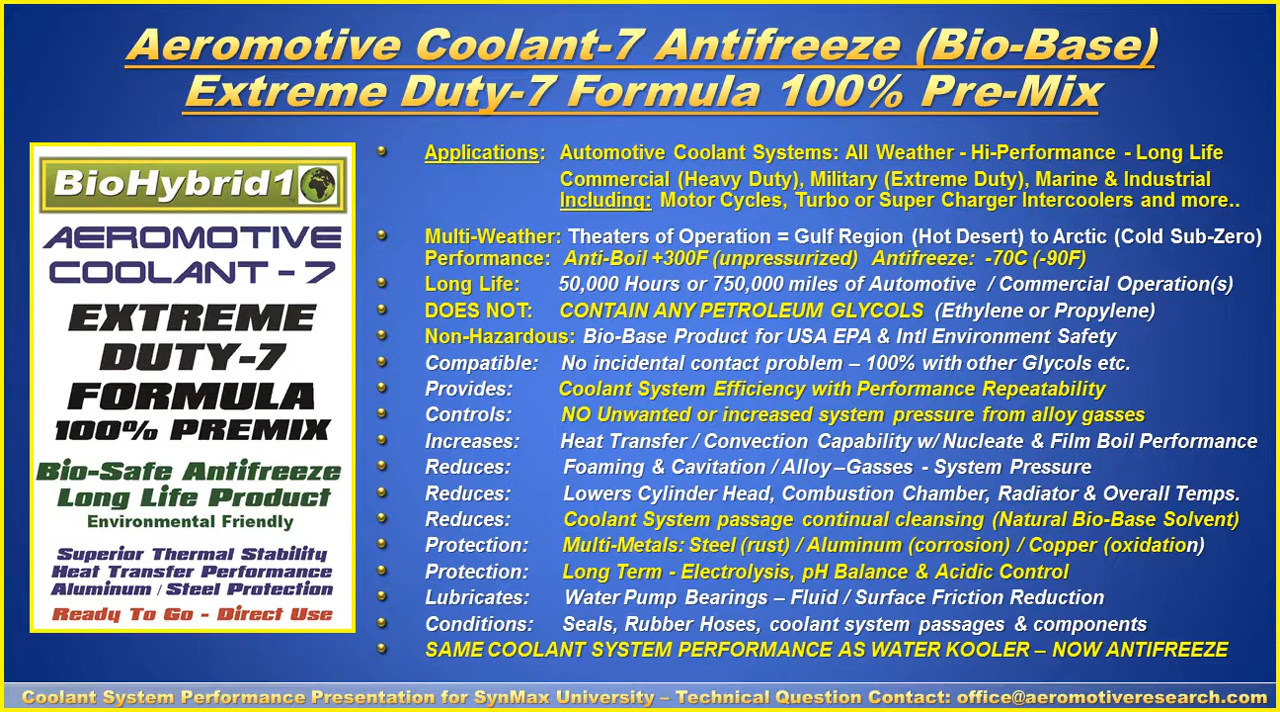 Aeromotive Coolant-7 Antifreeze (Bio-Base)
Extreme Duty-7 Formula 100% Pre-Mix
BioHybrid1
AEROMOTIVE
COOLANT - 7
EXTREME
DUTY-7
FORMULA
100% PREMIX
Bio-Safe Antifreeze
Long Life Product
Environmental Friendly
Superior Thermal Stability
Heat Transfer Performance
Aluminum / Steel Protection
Ready To Go - Direct Use
Applications: Automotive Coolant Systems: All Weather - Hi-Performance - Long Life
Commercial (Heavy Duty), Military (Extreme Duty), Marine & Industrial
Including: Motor Cycles, Turbo or Super Charger Intercoolers and more..
Multi-Weather: Theaters of Operation = Gulf Region (Hot Desert) to Arctic (Cold Sub-Zero)
Performance: Anti-Boil +300F (unpressurized) Antifreeze: -70C (-90F)
Long Life: 50,000 Hours or 750,000 miles of Automotive / Commercial Operation(s)
DOES NOT: CONTAIN ANY PETROLEUM GLYCOLS (Ethylene or Propylene)
Non-Hazardous: Bio-Base Product for USA EPA & Intl Environment Safety
Compatible: No incidental contact problem – 100% with other Glycols etc.
Provides: Coolant System Efficiency with Performance Repeatability
Controls: NO Unwanted or increased system pressure from alloy gasses
Increases: Heat Transfer / Convection Capability w/ Nucleate & Film Boil Performance
Reduces: Foaming & Cavitation / Alloy –Gasses - System Pressure
Reduces: Lowers Cylinder Head, Combustion Chamber, Radiator & Overall Temps.
Reduces: Coolant System passage continual cleansing (Natural Bio-Base Solvent)
Protection: Multi-Metals: Steel (rust) / Aluminum (corrosion) / Copper (oxidation)
Protection: Long Term - Electrolysis, pH Balance & Acidic Control
Lubricates: Water Pump Bearings – Fluid / Surface Friction Reduction
Conditions: Seals, Rubber Hoses, coolant system passages & components
SAME COOLANT SYSTEM PERFORMANCE AS WATER KOOLER – NOW ANTIFREEZE
Coolant System Performance Presentation for SynMax University – Technical Question Contact: office@aeromotiveresearch.com